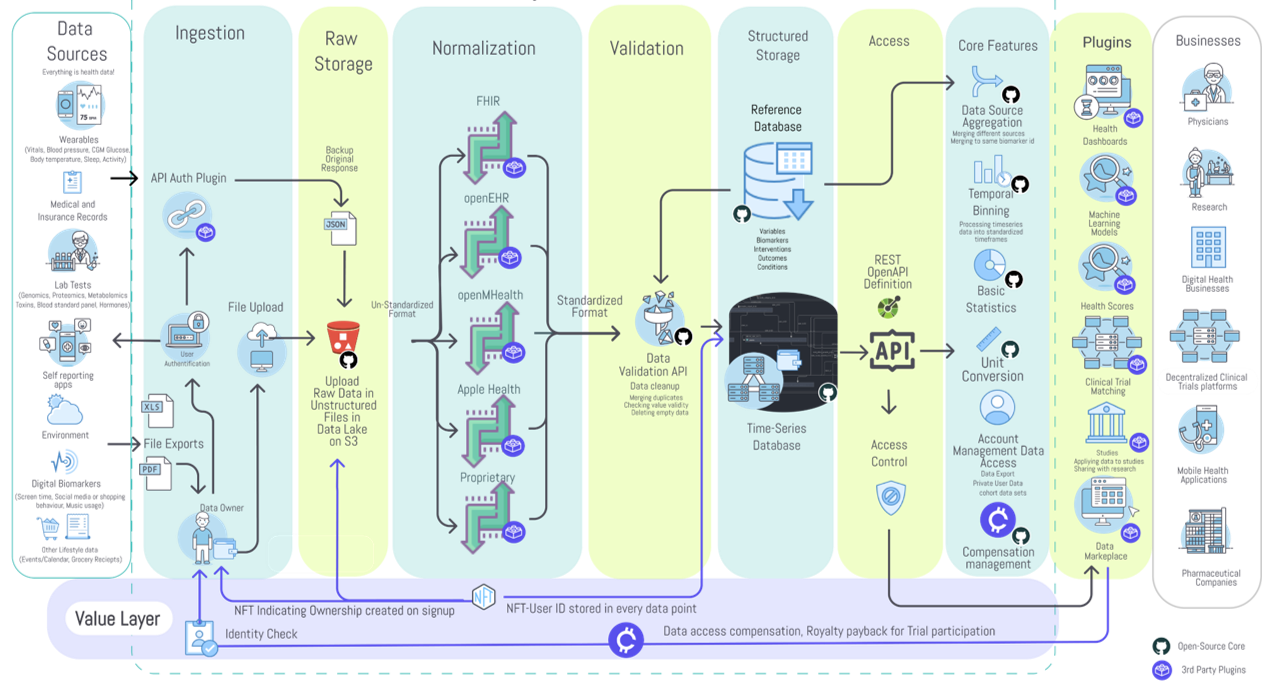 Data
Sources
Everything is health data!
75 BPM
Wearables
(Vitals, Blood pressure, CGM Glucose,
Body temperature, Sleep, Activity)
Medical and
Insurance Records
Lab Tests
(Genomics, Proteomics, Metabolomics
Toxins, Blood standard panel, Hormones)
Self reporting
apps
Environment
Digital Biomarkers
(Screen time, Social media or shopping
behaviour, Music usage)
Other Lifestyle data
(Events/Calendar, Grocery Reciepts)
Ingestion
API Auth Plugin
File Upload
User
Authentification
XLS
File Exports
PDF
Data Owner
Raw
Storage
Backup
Original
Response
JSON
Upload
Raw Data in
Unstructured
Files in
Data Lake
on S3
Normalization
FHIR
openEHR
Un-Standardized
Format
openMHealth
Apple Health
Proprietary
Standardized
Format
Validation
Data
Validation API
Data cleanup
Merging duplicates
Checking value validity
Deleting empty data
Structured
Storage
Reference
Database
Variables
Biomarkers
Interventions
Outcomes
Conditions
Time-Series
Database
Access
REST
OpenAPI
Definition
API
Access
Control
Core Features
Data Source
Aggregation
Merging different sources
Merging to same biomarker id
Temporal
Binning
Processing timeseries
data into standardized
timeframes
Basic
Statistics
Unit
Conversion
Account
Management Data
Access
Data Export
Private User Data
cohort data sets
Compensation
management
Plugins
Health
Dashboards
Machine
Learning
Models
Health Scores
Clinical Trial
Matching
Studies
Applying data to studies
Sharing with research
Data
Markeplace
Businesses
Physicians
Research
Digital Health
Businesses
Decentralized Clinical
Trials platforms
Mobile Health
Applications
Pharmaceutical
Companies
Value Layer
NFT Indicating Ownership created on signup
NFT
NFT-User ID stored in every data point
Identity Check
Data access compensation, Royalty payback for Trial participation
Open-Source Core
3rd Party Plugins